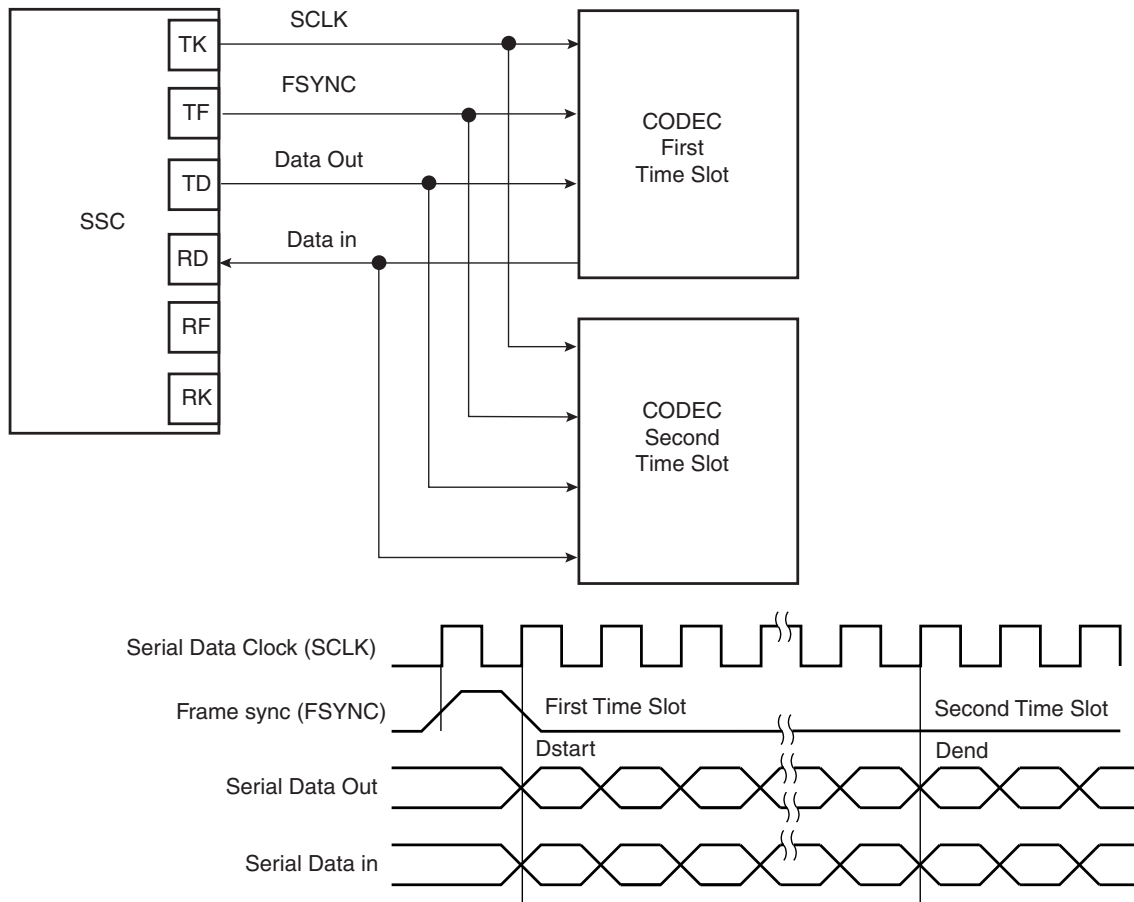 SCLK
TK
FSYNC
TF
CODEC
First
Time Slot
Data Out
TD
SSC
Data in
RD
RF
RK
CODEC
Second
Time Slot
Serial Data Clock (SCLK)
Frame sync (FSYNC)
First Time Slot
Second Time Slot
Dstart
Dend
Serial Data Out
Serial Data in